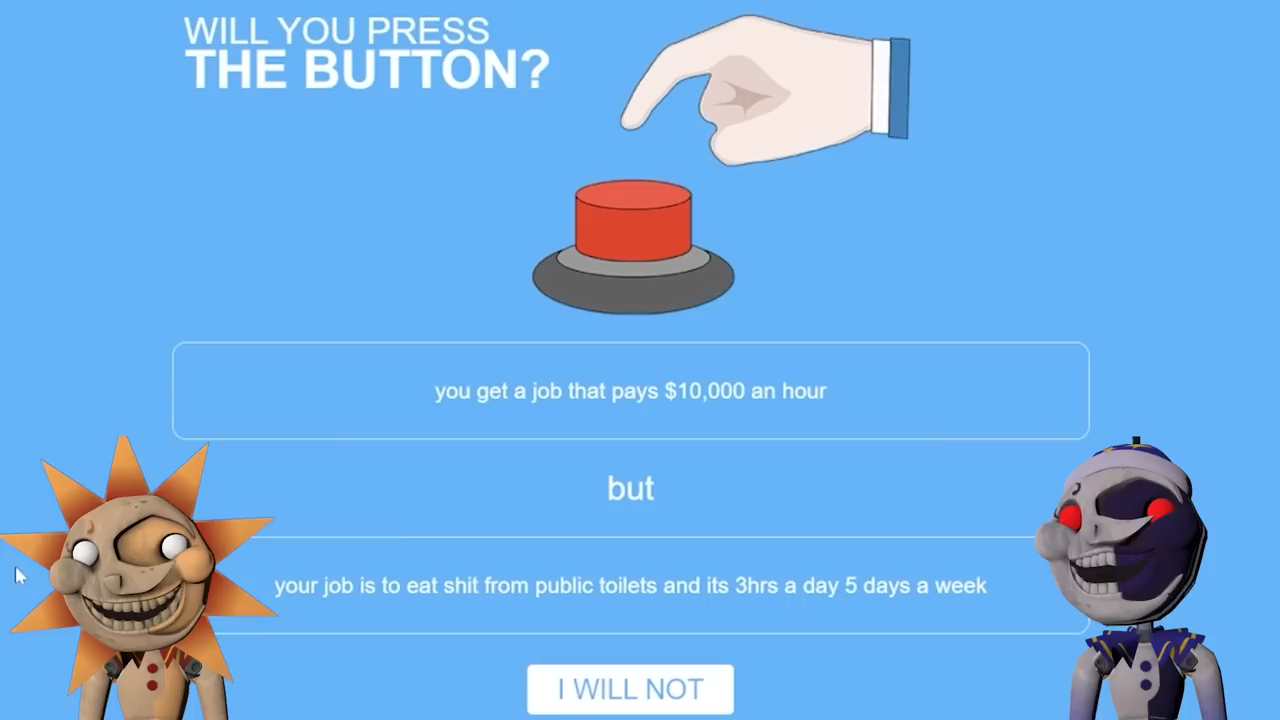 WILL YOU PRESS
THE BUTTON?
you get a job that pays $10,000 an hour
but
your job is to eat shit from public toilets and its 3hrs a day 5 days a week
I WILL NOT